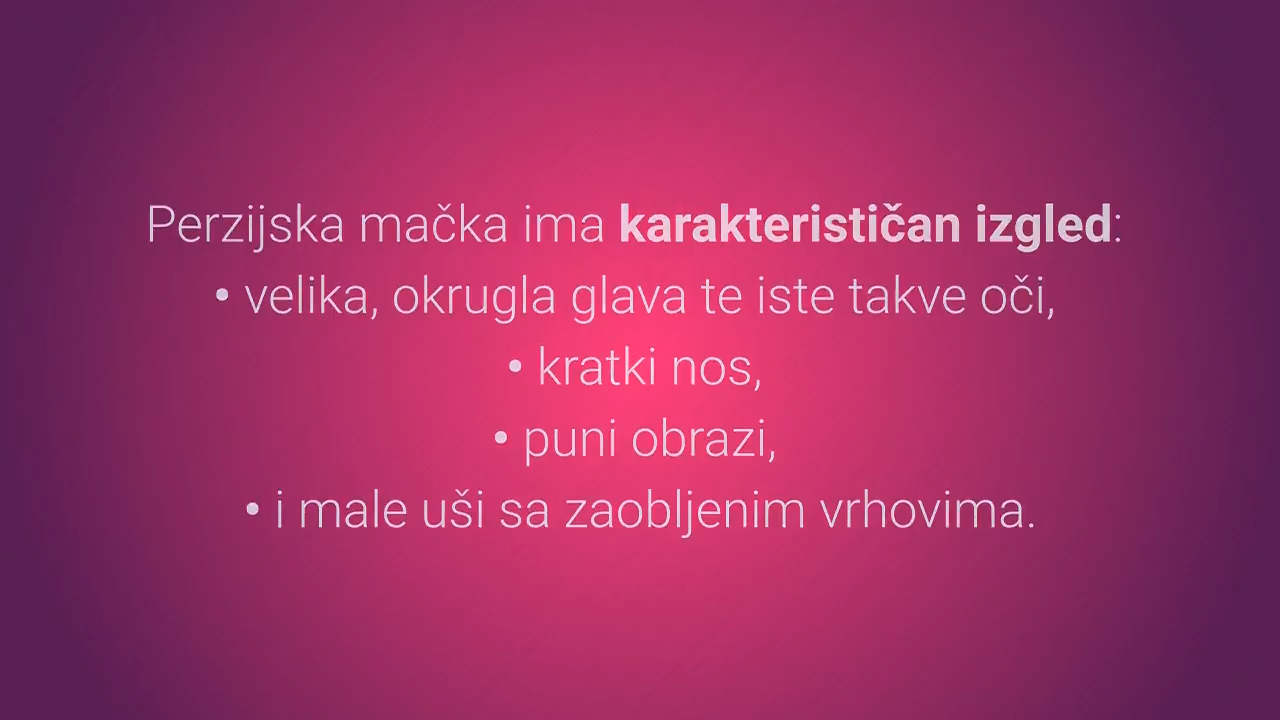 Perzijska mačka ima karakterističan izgled:
• velika, okrugla glava te iste takve oči,
• kratki nos,
• puni obrazi,
• i male uši sa zaobljenim vrhovima.